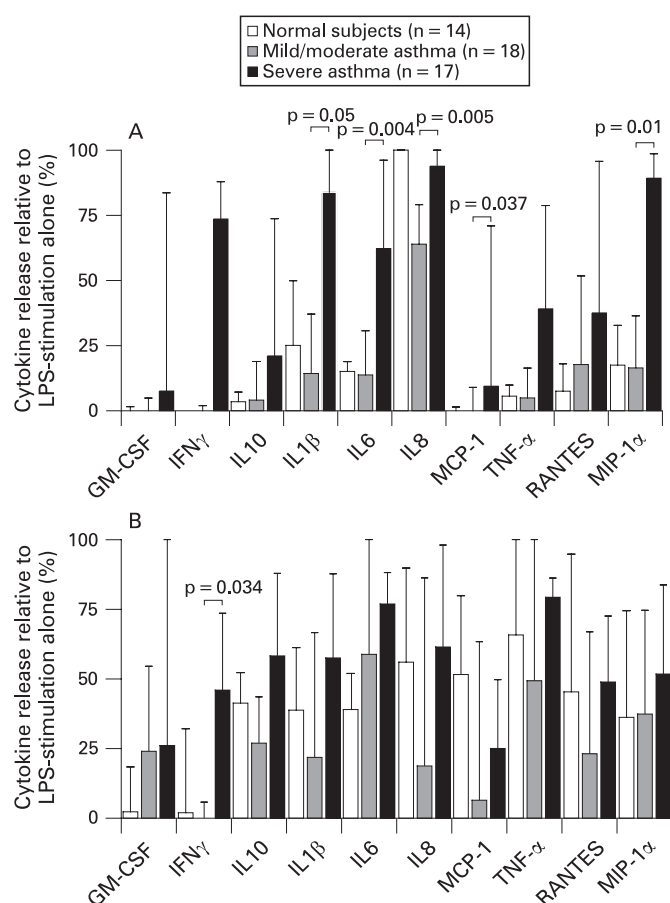 Normal subjects (n = 14)
Mild/moderate asthma (n = 18)
Severe asthma (n = 17)
A
p = 0.05
p = 0.004
p = 0.005
p = 0.037
p = 0.01
Cytokine release relative to
LPS-stimulation alone (%)
100
75
50
25
0
GM-CSF
IFNγ
IL10
IL1β
IL6
IL8
MCP-1
TNF-α
RANTES
MIP-1α
B
p = 0.034
Cytokine release relative to
LPS-stimulation alone (%)
100
75
50
25
0
GM-CSF
IFNγ
IL10
IL1β
IL6
IL8
MCP-1
TNF-α
RANTES
MIP-1α